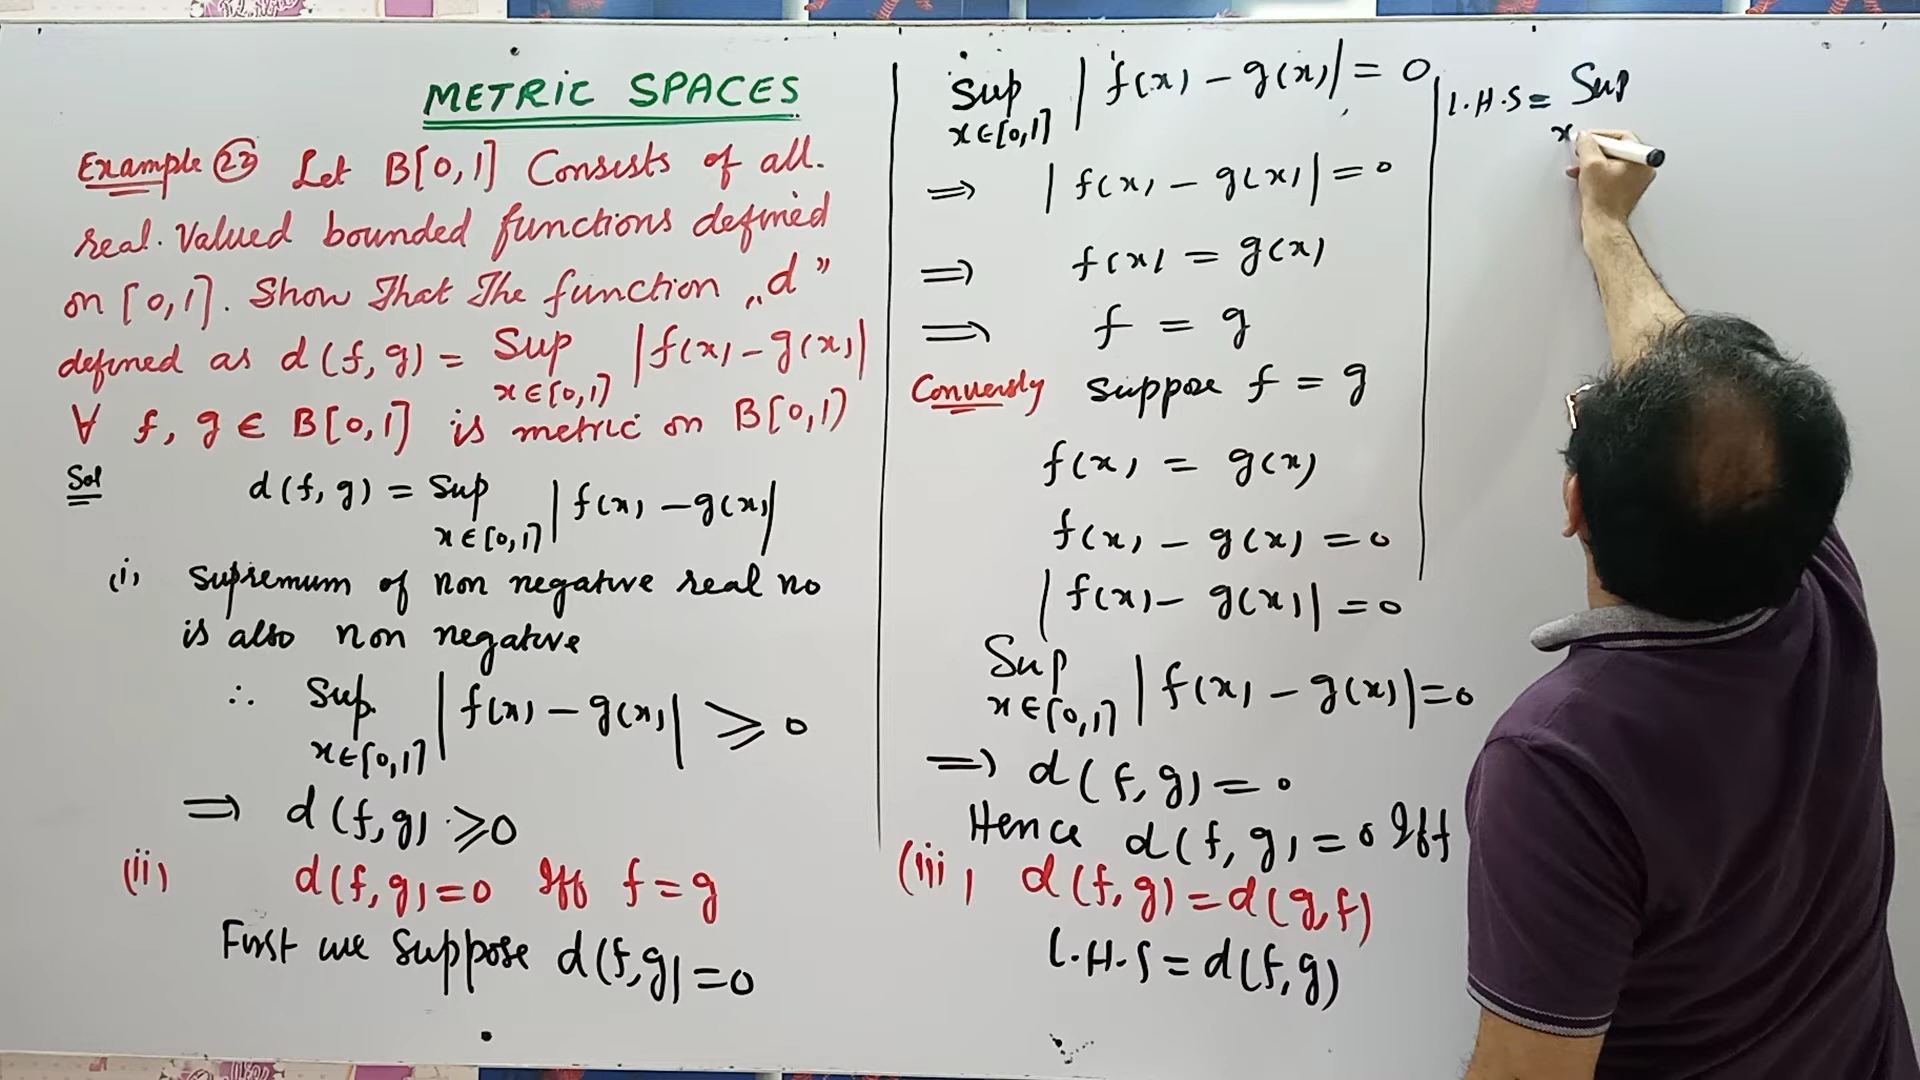 METRIC SPACES
Example 23 Let B[0,1] Consists of all.
real. Valued bounded functions defined
on [0,1]. Show That The function „d”
defined as d(f,g) = Sup |f(x) - g(x)|
x∈[0,1]
∀ f, g ∈ B[0,1] is metric on B[0,1)
Sol
d(f,g) = Sup |f(x) - g(x)|
x∈[0,1]
(i) Supremum of non negative real no
is also non negative
∴ Sup. |f(x) - g(x)| ⩾ 0
x∈[0,1]
⇒ d(f,g) ⩾ 0
(ii) d(f,g) = 0 Iff f = g
First we Suppose d(f,g) = 0
Sup |f(x) - g(x)| = 0
x∈[0,1]
⇒ |f(x) - g(x)| = 0
⇒ f(x) = g(x)
⇒ f = g
Conversly Suppose f = g
f(x) = g(x)
f(x) - g(x) = 0
|f(x) - g(x)| = 0
Sup |f(x) - g(x)| = 0
x∈[0,1]
⇒ d(f,g) = 0
Hence d(f,g) = 0 Iff
(iii) d(f,g) = d(g,f)
L.H.S = d(f,g)
L.H.S = Sup
x